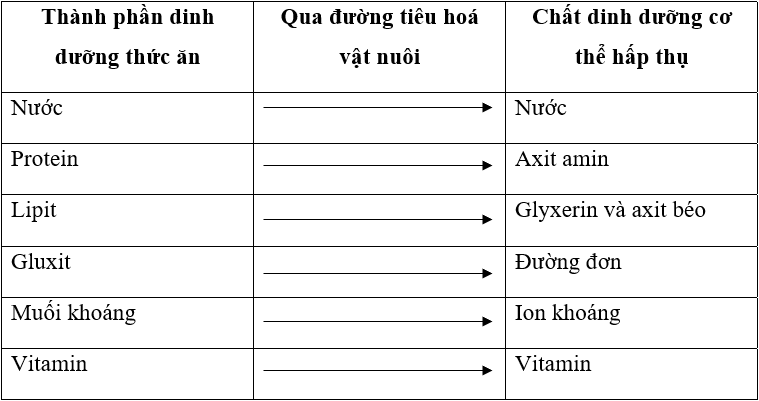 Thành phần dinh
dưỡng thức ăn
Qua đường tiêu hoá
vật nuôi
Chất dinh dưỡng cơ
thể hấp thụ
Nước
Nước
Protein
Axit amin
Lipit
Glyxerin và axit béo
Gluxit
Đường đơn
Muối khoáng
Ion khoáng
Vitamin
Vitamin